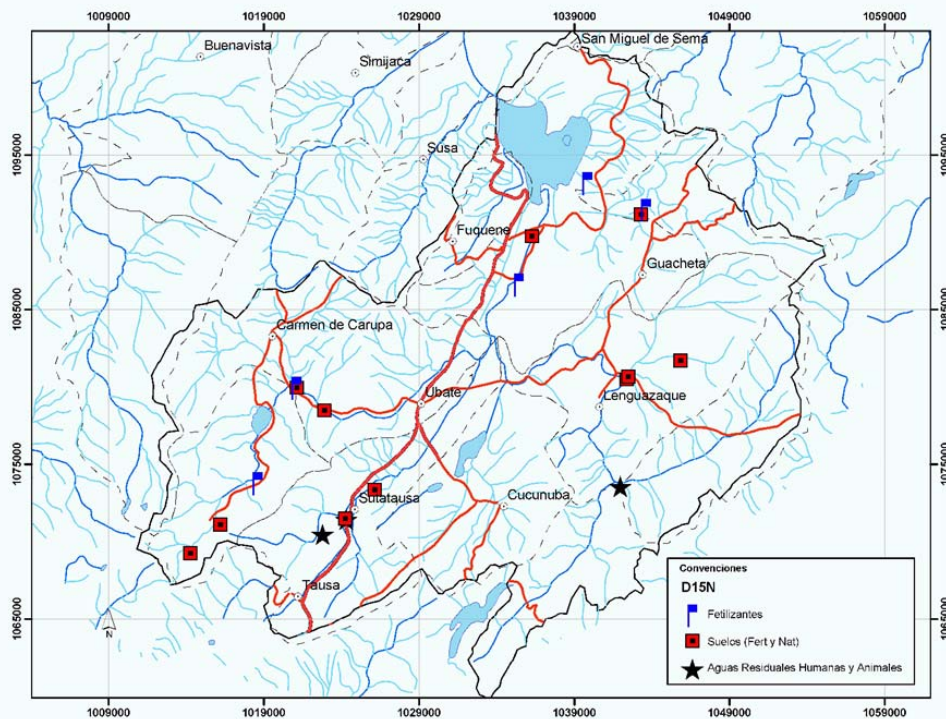 1009000 1019000 1029000 1039000 1049000 1059000
San Miguel de Sema
Buenavista
Simijaca
1095000 1095000
Susa
Fuquene
Guacheta
1085000 1085000
Carmen de Carupa
Ubate
Lenguazaque
1075000 1075000
Cucunuba
Sutatausa
Tausa
1065000 1065000
N
Convenciones
D15N
Fetilizantes
Suelos (Fert y Nat)
Aguas Residuales Humanas y Animales
1009000 1019000 1029000 1039000 1049000 1059000